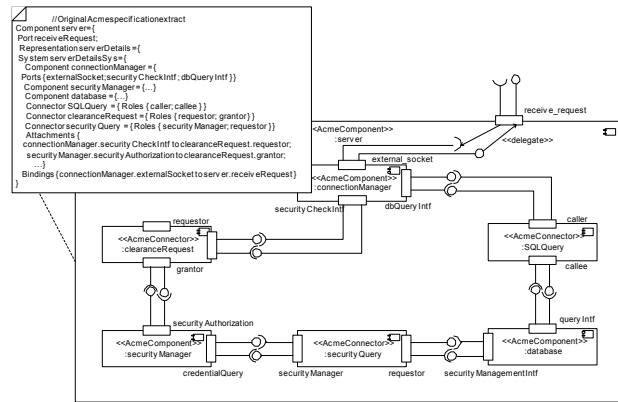 //Original Acme specification extract
Component server={
Port receiveRequest;
Representation serverDetails={
System serverDetailsSys={
Component connectionManager={
Ports{externalSocket;securityCheckIntf;dbQueryIntf}}
Component securityManager={...}
Component database={...}
Connector SQLQuery={Roles{caller;callee}}
Connector clearanceRequest={Roles{requestor;grantor}}
Connector securityQuery={Roles{securityManager;requestor}}
Attachments{
connectionManager.securityCheckIntf to clearanceRequest.requestor;
securityManager.securityAuthorization to clearanceRequest.grantor;
...}
Bindings{connectionManager.externalSocket to server.receiveRequest}
}
receive_request
<AcmeComponent>>
:server
<<delegate>>
external_socket
<AcmeComponent>>
:connectionManager
securityCheckIntf
dbQueryIntf
requestor
<<AcmeConnector>>
:clearanceRequest
grantor
caller
<<AcmeConnector>>
:SQLQuery
callee
securityAuthorization
<<AcmeComponent>>
:securityManager
credentialQuery
<<AcmeConnector>>
:securityQuery
securityManager
requestor
queryIntf
<<AcmeComponent>>
:database
securityManagementIntf